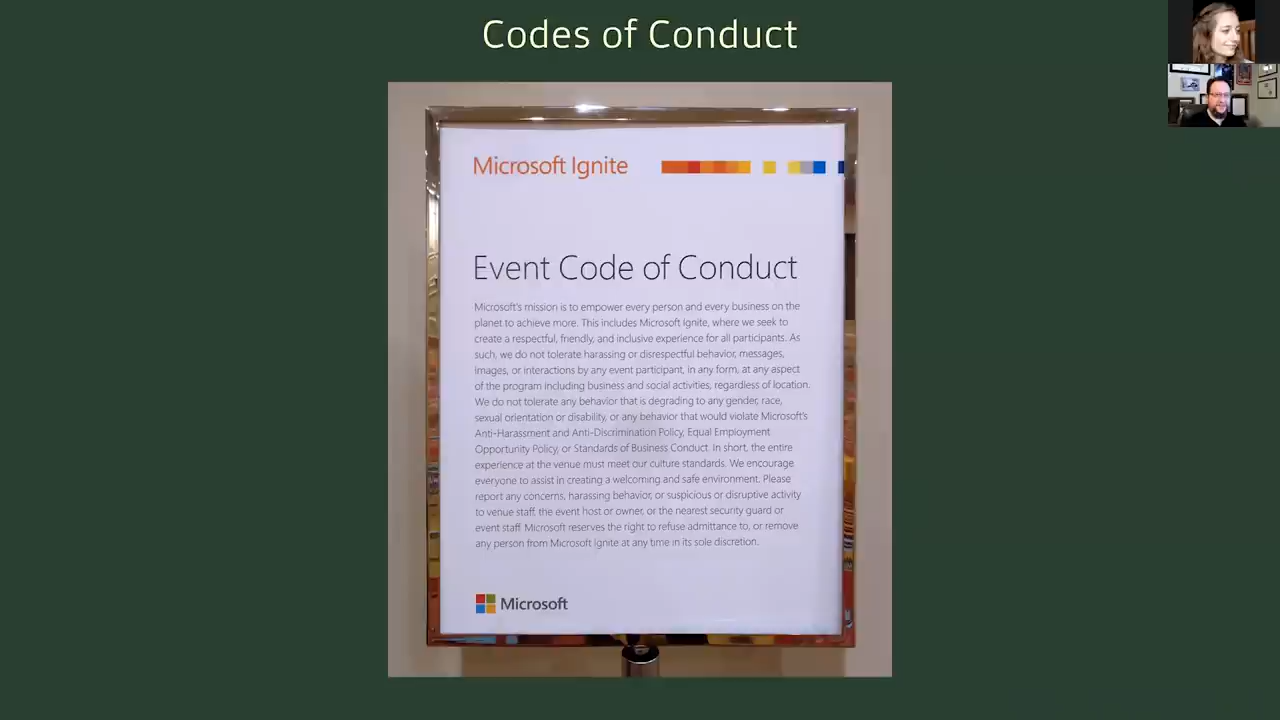 Codes of Conduct
Microsoft Ignite
Event Code of Conduct
Microsoft's mission is to empower every person and every business on the
planet to achieve more. This includes Microsoft Ignite, where we seek to
create a respectful, friendly, and inclusive experience for all participants. As
such, we do not tolerate harassing or disrespectful behavior, messages,
images, or interactions by any event participant, in any form, at any aspect
of the program including business and social activities, regardless of location.
We do not tolerate any behavior that is degrading to any gender, race,
sexual orientation or disability, or any behavior that would violate Microsoft's
Anti-Harassment and Anti-Discrimination Policy, Equal Employment
Opportunity Policy, or Standards of Business Conduct. In short, the entire
experience at the venue must meet our culture standards. We encourage
everyone to assist in creating a welcoming and safe environment. Please
report any concerns, harassing behavior, or suspicious or disruptive activity
to venue staff, the event host or owner, or the nearest security guard or
event staff. Microsoft reserves the right to refuse admittance to, or remove
any person from Microsoft Ignite at any time in its sole discretion.
Microsoft